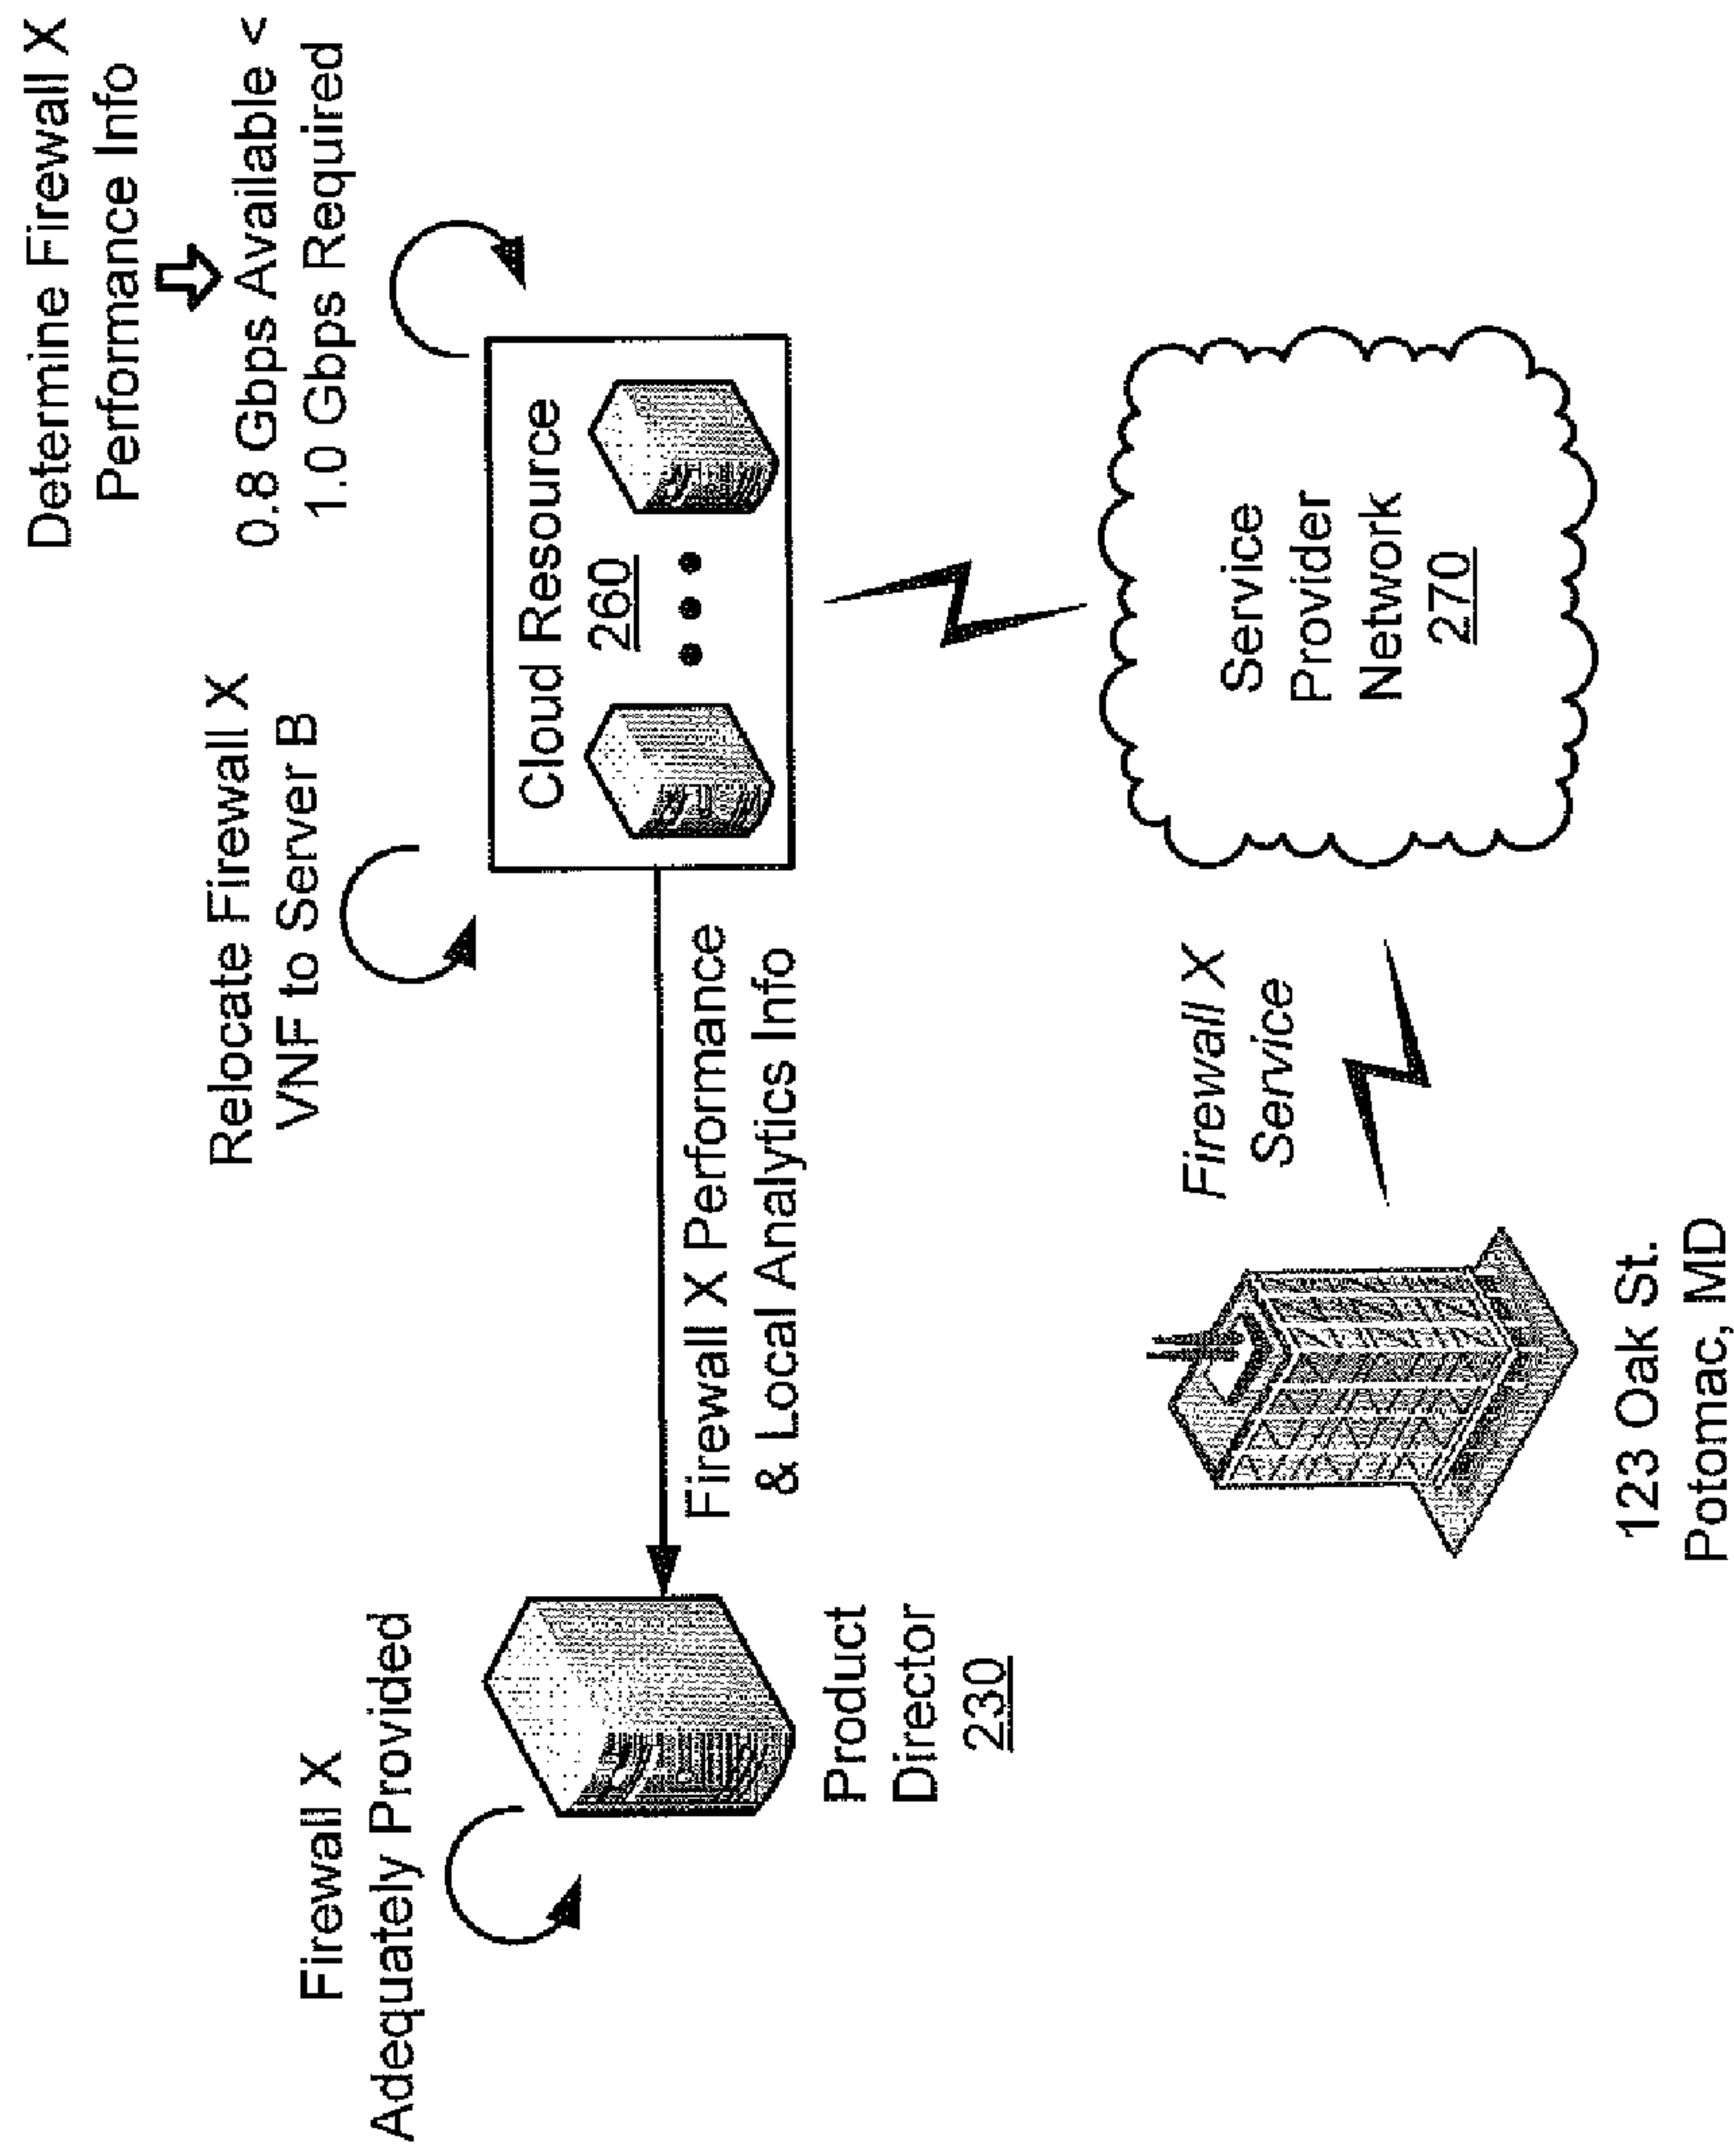 Determine Firewall X
Performance Info
0.8 Gbps Available <
1.0 Gbps Required
Relocate Firewall X
VNF to Server B
Firewall X
Adequately Provided
Cloud Resource
260
Firewall X Performance
& Local Analytics Info
Product
Director
230
Firewall X
Service
Service
Provider
Network
270
123 Oak St.
Potomac, MD